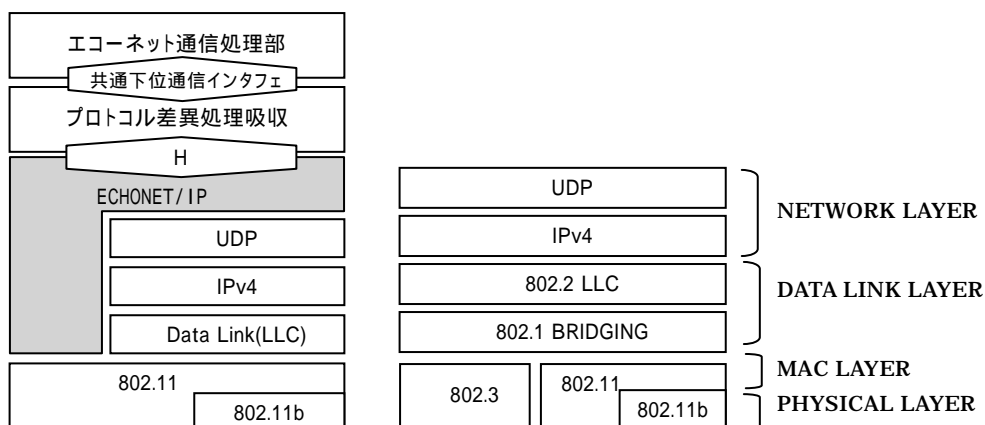 エコーネット通信処理部
共通下位通信インタフェ
プロトコル差異処理吸収
H
ECHONET/IP
UDP
IPv4
Data Link(LLC)
802.11
802.11b
UDP
IPv4
802.2 LLC
802.1 BRIDGING
802.3
802.11
802.11b
NETWORK LAYER
DATA LINK LAYER
MAC LAYER
PHYSICAL LAYER